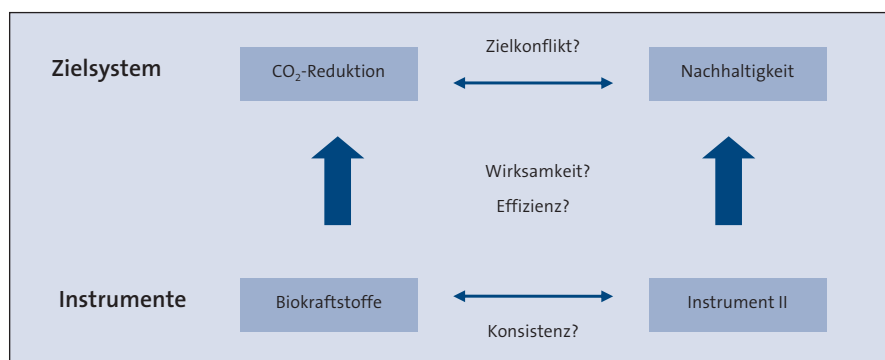 Zielkonflikt?
Zielsystem
CO₂-Reduktion
Nachhaltigkeit
Wirksamkeit?
Effizienz?
Instrumente
Biokraftstoffe
Instrument II
Konsistenz?